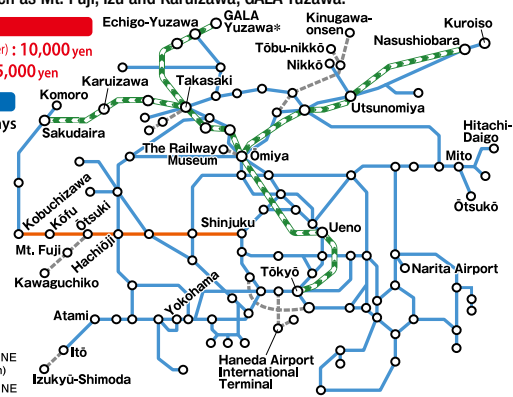 such as Mt. Fuji, Izu and Karuizawa, GALA Yuzawa.
: 10,000 yen
5,000 yen
Echigo-Yuzawa
GALA
Yuzawa*
Kinugawa-
onsen
Tōbu-nikkō
Nikkō
Nasushiobara
Kuroiso
Komoro
Karuizawa
Takasaki
Utsunomiya
Sakudaira
The Railway
Museum
Ōmiya
Hitachi-
Daigo
Mito
Ōtsukō
Kobuchizawa
Kōfu
Ōtsuki
Mt. Fuji
Hachiōji
Kawaguchiko
Shinjuku
Ueno
Tōkyō
Narita Airport
Yokohama
Atami
Itō
Izukyū-Shimoda
Haneda Airport
International
Terminal
NE
NE